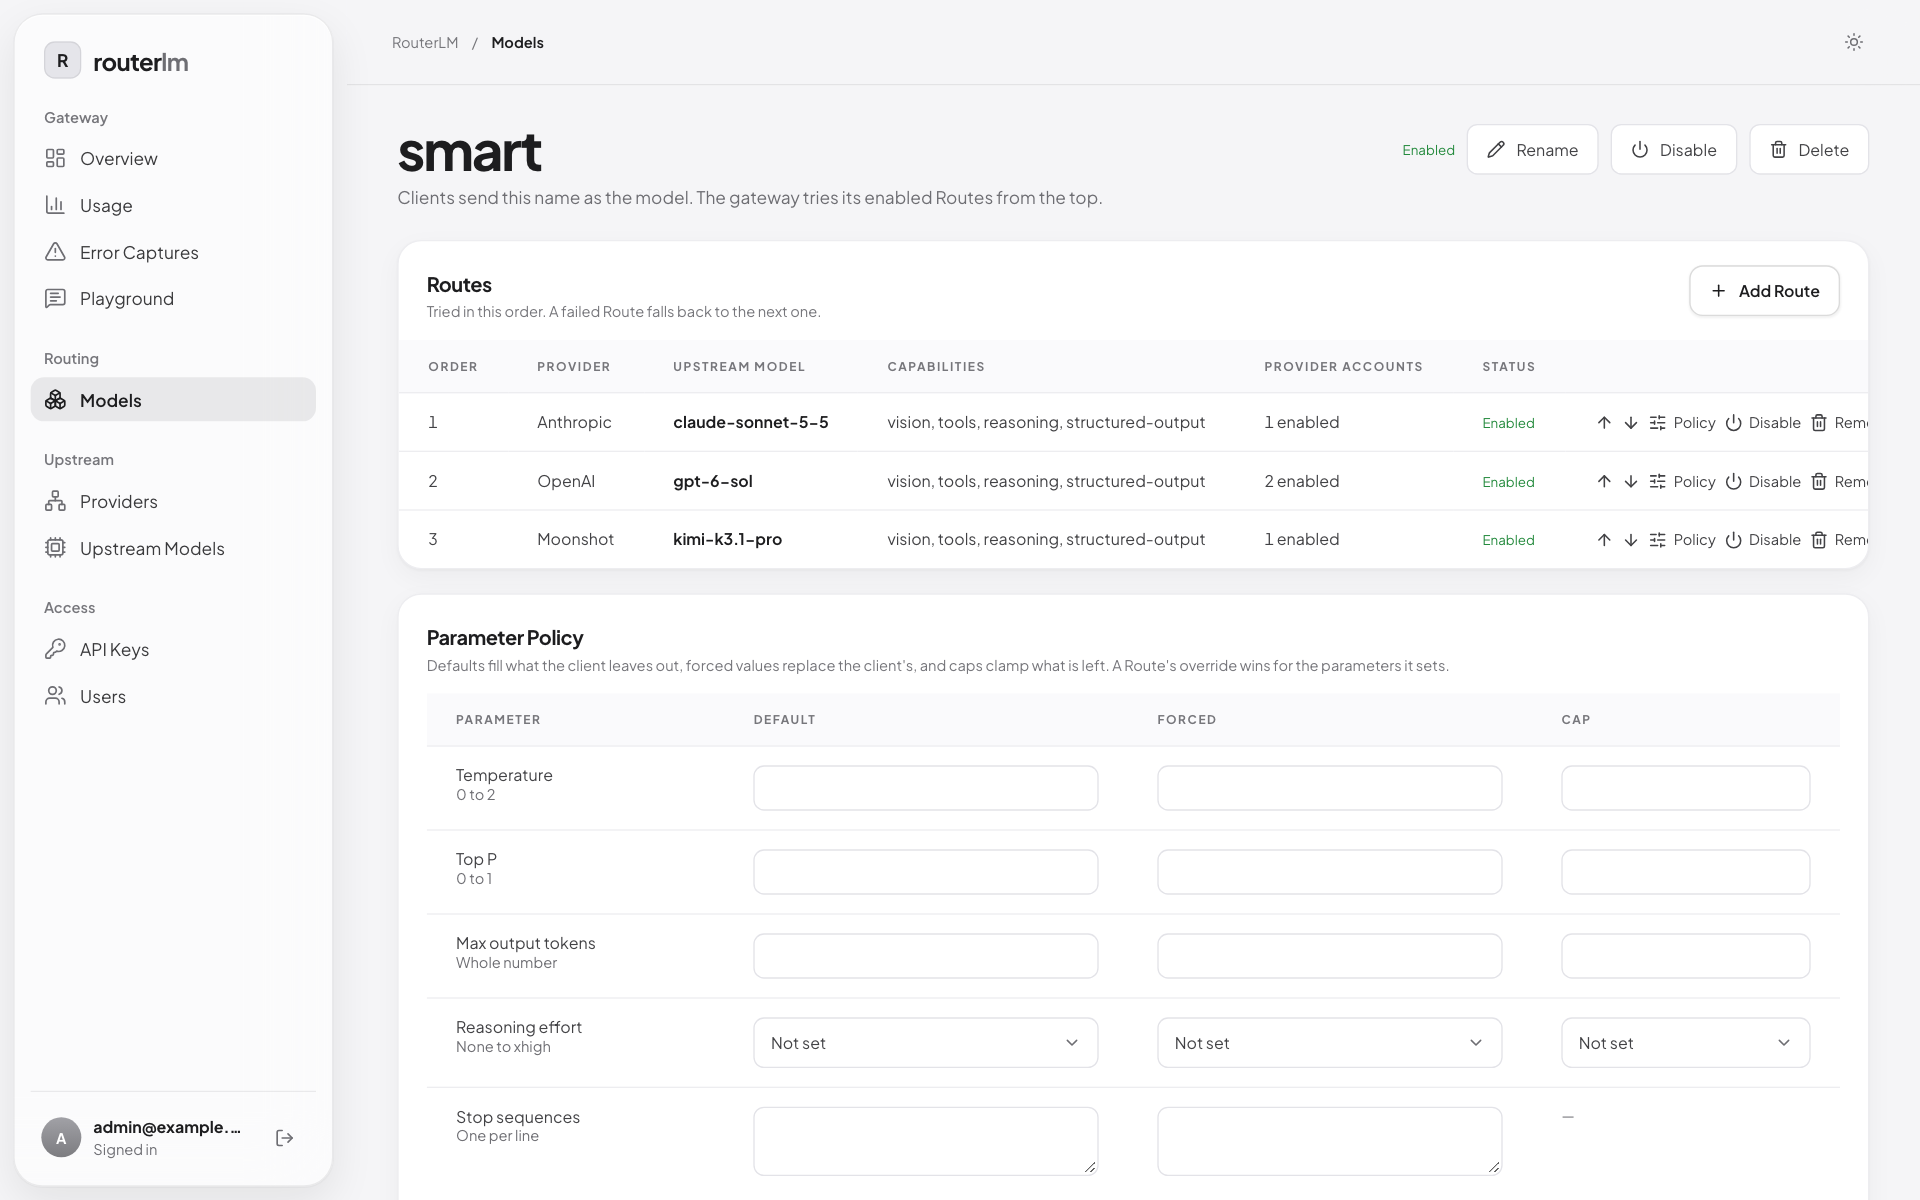 R routerlm
Gateway
Overview
Usage
Error Captures
Playground
Routing
Models
Upstream
Providers
Upstream Models
Access
API Keys
Users
A
admin@example....
Signed in
RouterLM / Models
smart
Enabled Rename Disable Delete
Clients send this name as the model. The gateway tries its enabled Routes from the top.
Routes
Tried in this order. A failed Route falls back to the next one.
+ Add Route
ORDER PROVIDER UPSTREAM MODEL CAPABILITIES PROVIDER ACCOUNTS STATUS
1 Anthropic claude-sonnet-5-5 vision, tools, reasoning, structured-output 1 enabled Enabled Policy Disable Remo
2 OpenAI gpt-6-sol vision, tools, reasoning, structured-output 2 enabled Enabled Policy Disable Remo
3 Moonshot kimi-k3.1-pro vision, tools, reasoning, structured-output 1 enabled Enabled Policy Disable Remo
Parameter Policy
Defaults fill what the client leaves out, forced values replace the client's, and caps clamp what is left. A Route's override wins for the parameters it sets.
PARAMETER DEFAULT FORCED CAP
Temperature
0 to 2
Top P
0 to 1
Max output tokens
Whole number
Reasoning effort
None to xhigh
Not set Not set Not set
Stop sequences
One per line
—